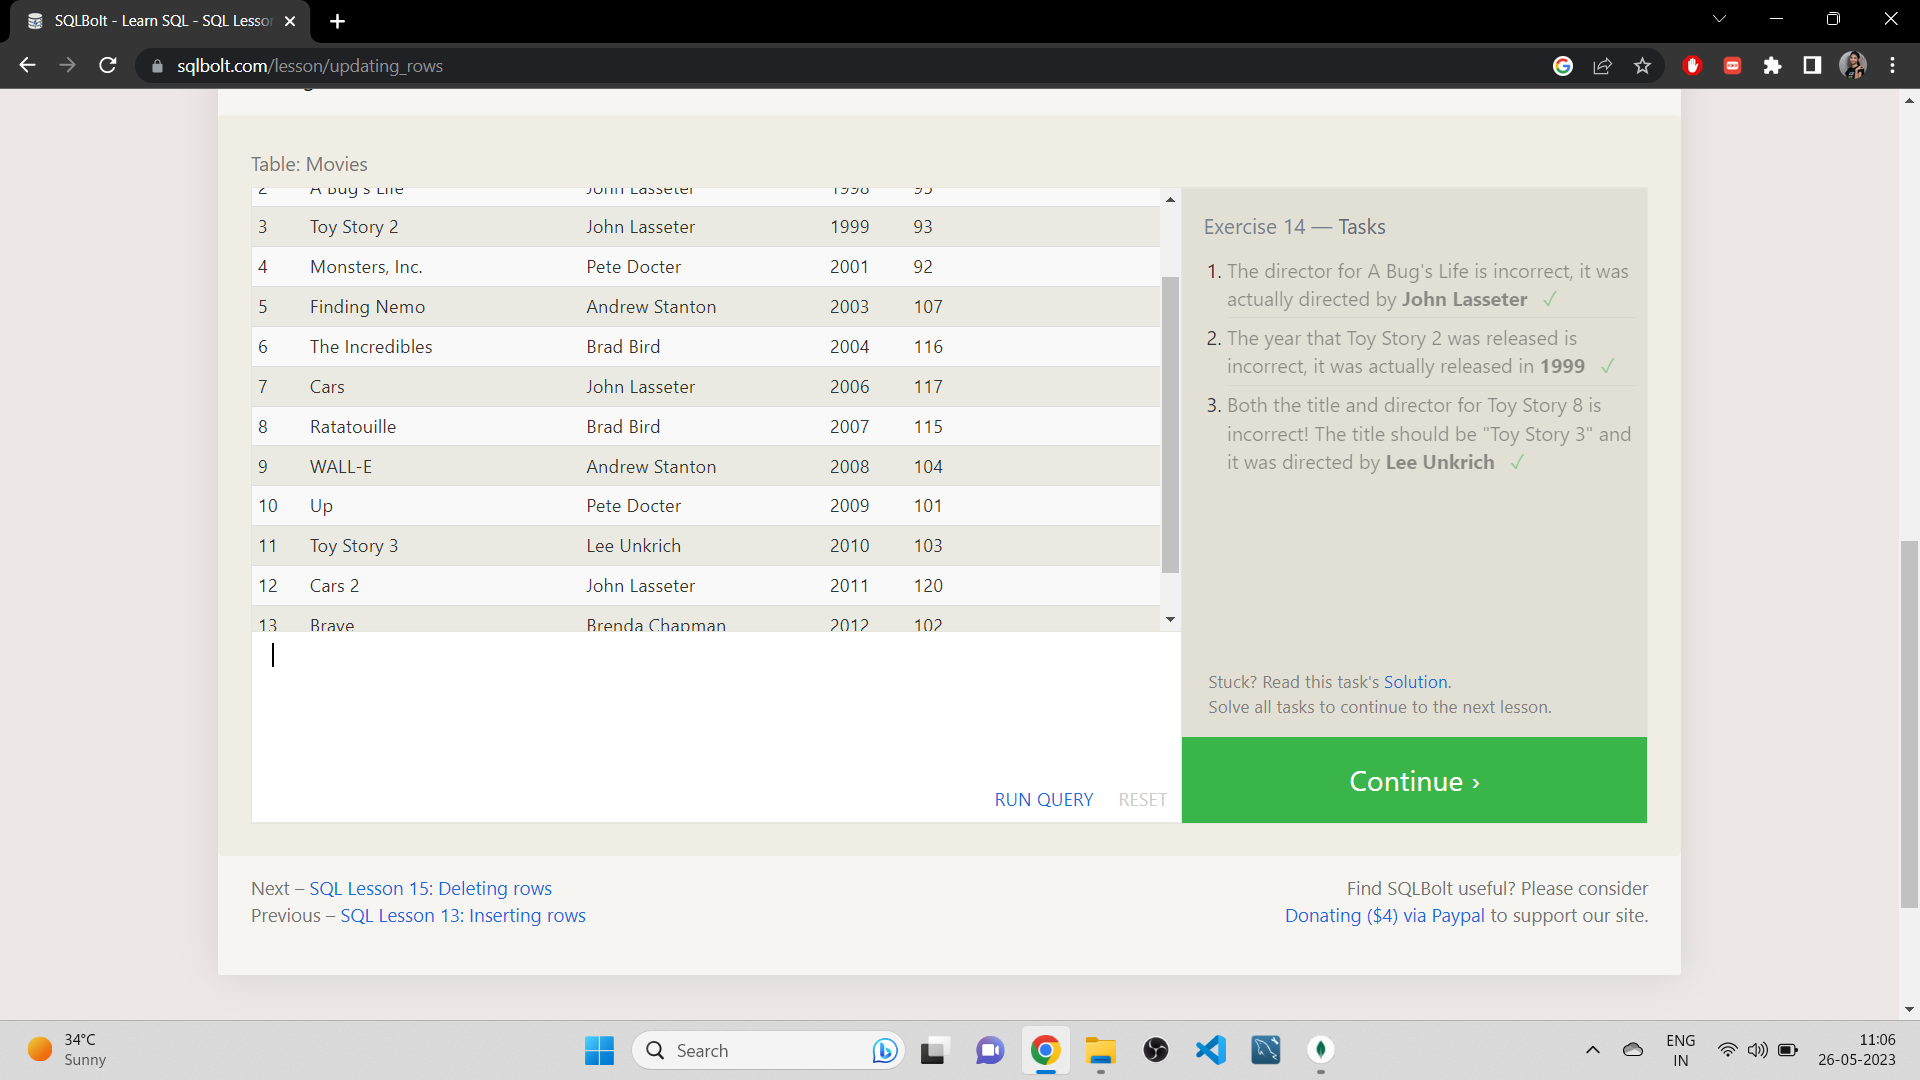 SQLBolt - Learn SQL - SQL Lesso
sqlbolt.com/lesson/updating_rows
Table: Movies
2 A Bug's Life John Lasseter 1998 95
3 Toy Story 2 John Lasseter 1999 93
4 Monsters, Inc. Pete Docter 2001 92
5 Finding Nemo Andrew Stanton 2003 107
6 The Incredibles Brad Bird 2004 116
7 Cars John Lasseter 2006 117
8 Ratatouille Brad Bird 2007 115
9 WALL-E Andrew Stanton 2008 104
10 Up Pete Docter 2009 101
11 Toy Story 3 Lee Unkrich 2010 103
12 Cars 2 John Lasseter 2011 120
13 Brave Brenda Chapman 2012 102
RUN QUERY RESET
Exercise 14 — Tasks
1. The director for A Bug's Life is incorrect, it was
actually directed by John Lasseter ✓
2. The year that Toy Story 2 was released is
incorrect, it was actually released in 1999 ✓
3. Both the title and director for Toy Story 8 is
incorrect! The title should be "Toy Story 3" and
it was directed by Lee Unkrich ✓
Stuck? Read this task's Solution.
Solve all tasks to continue to the next lesson.
Continue ›
Next – SQL Lesson 15: Deleting rows
Previous – SQL Lesson 13: Inserting rows
Find SQLBolt useful? Please consider
Donating ($4) via Paypal to support our site.
34°C
Sunny
Search
ENG
IN
11:06
26-05-2023